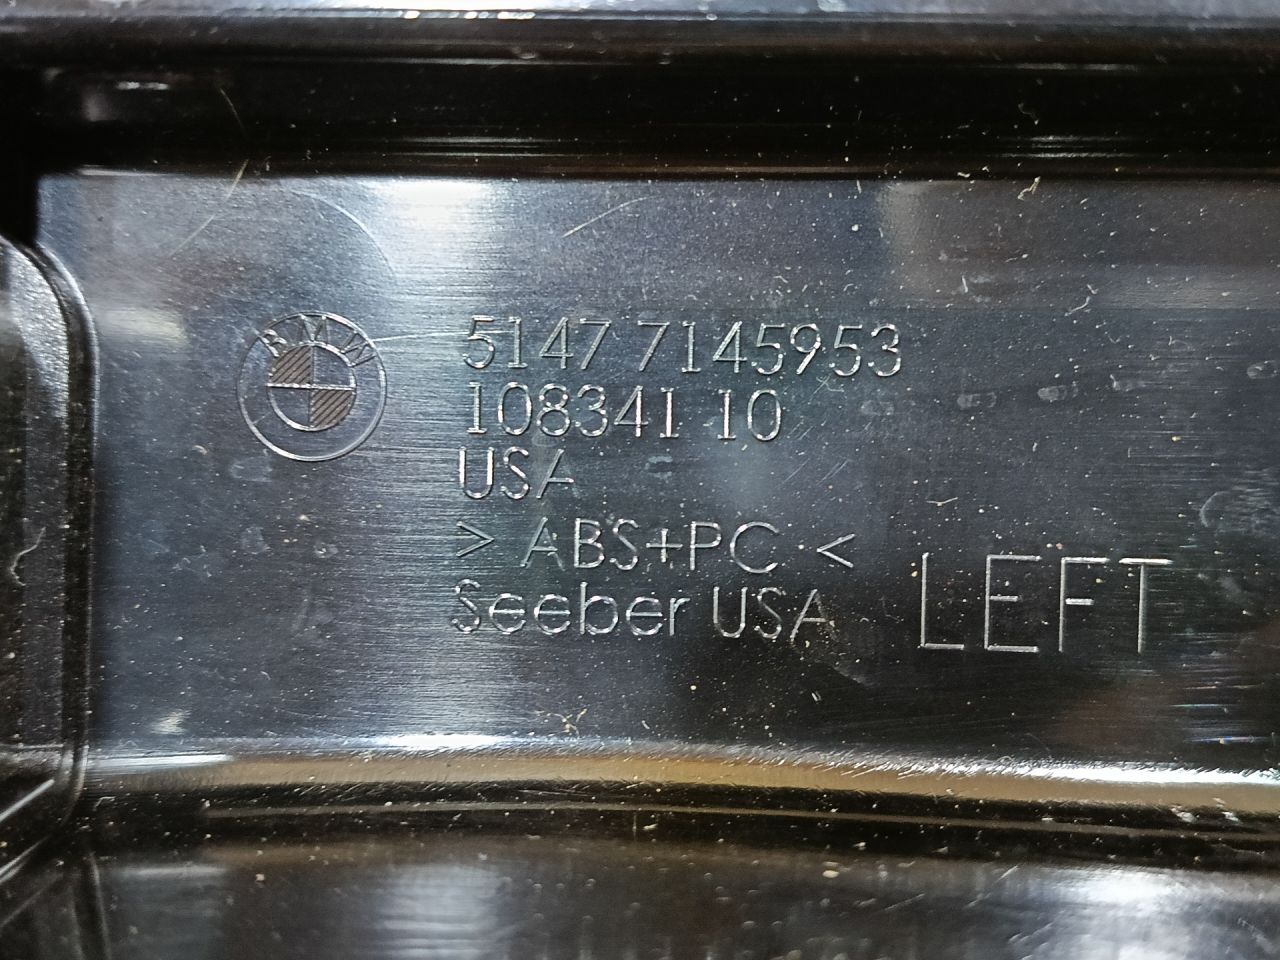 BMW
5147 7145953
108341 10
USA
> ABS+PC <
Seeber USA
LEFT